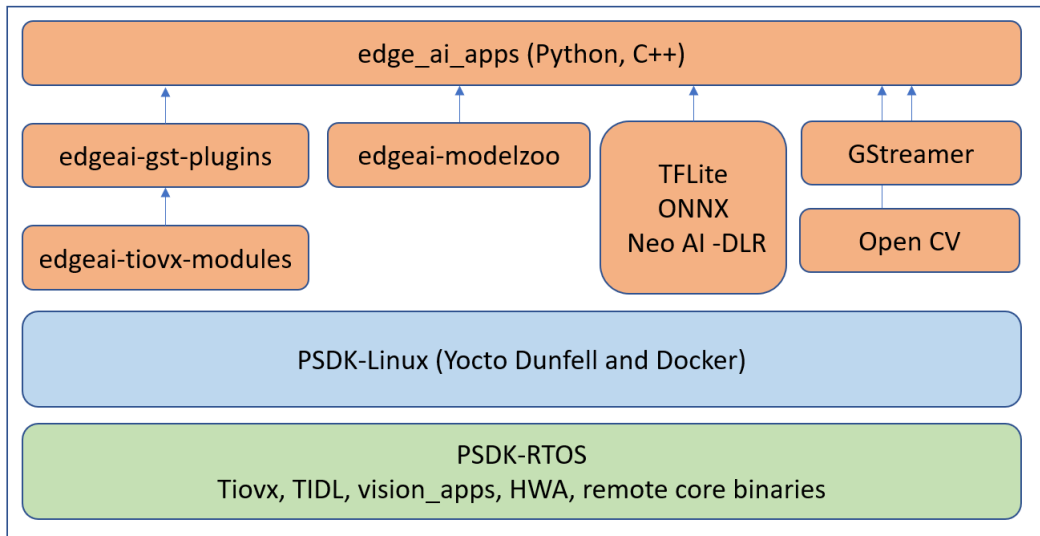 edge_ai_apps (Python, C++)
edgeai-gst-plugins
edgeai-modelzoo
TFLite
ONNX
Neo AI -DLR
GStreamer
edgeai-tiovx-modules
Open CV
PSDK-Linux (Yocto Dunfell and Docker)
PSDK-RTOS
Tiovx, TIDL, vision_apps, HWA, remote core binaries